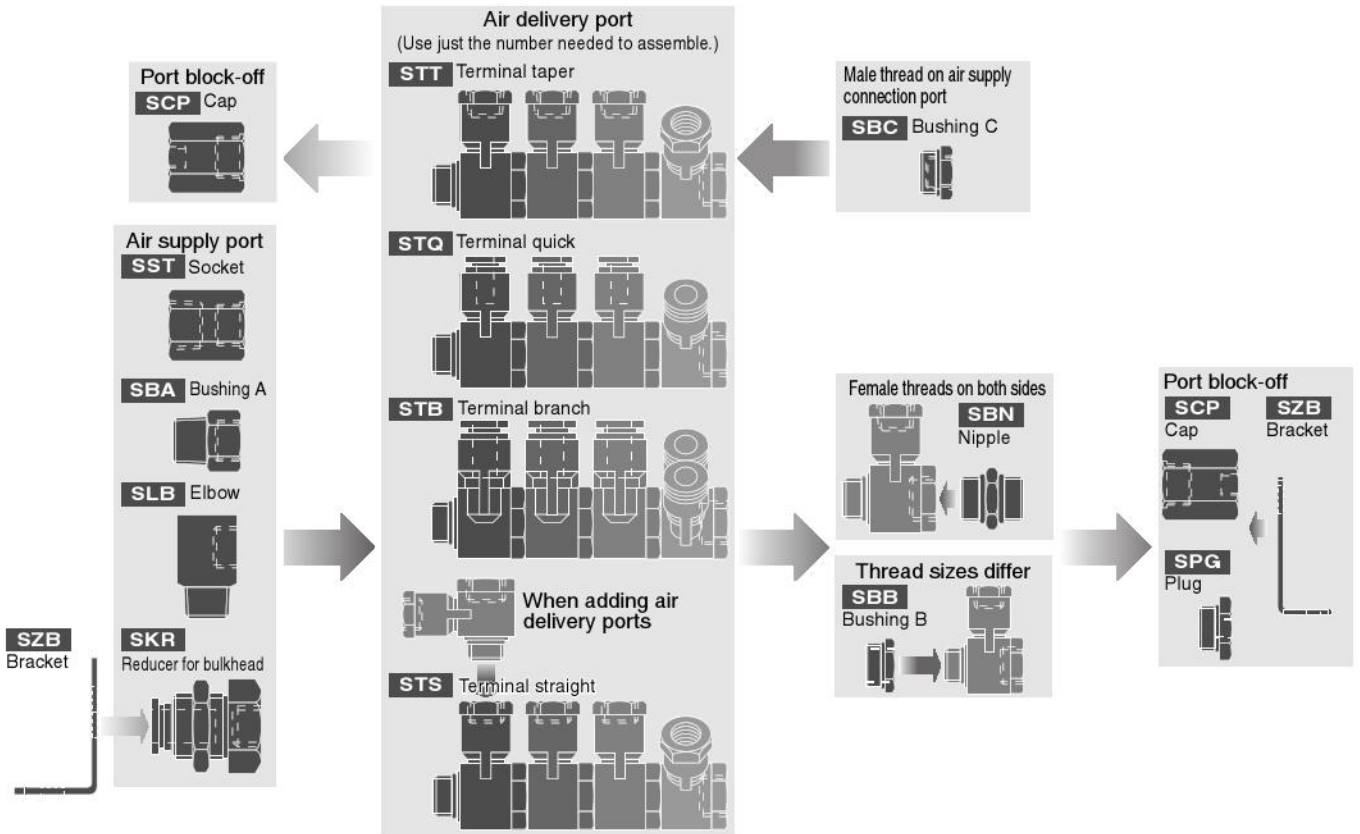 Port block-off
SCP Cap
Air supply port
SST Socket
SBA Bushing A
SLB Elbow
SKR
Reducer for bulkhead
SZB
Bracket
Air delivery port
(Use just the number needed to assemble.)
STT Terminal taper
STQ Terminal quick
STB Terminal branch
When adding air
delivery ports
STS Terminal straight
Male thread on air supply
connection port
SBC Bushing C
Female threads on both sides
SBN
Nipple
Thread sizes differ
SBB
Bushing B
Port block-off
SCP
Cap
SZB
Bracket
SPG
Plug